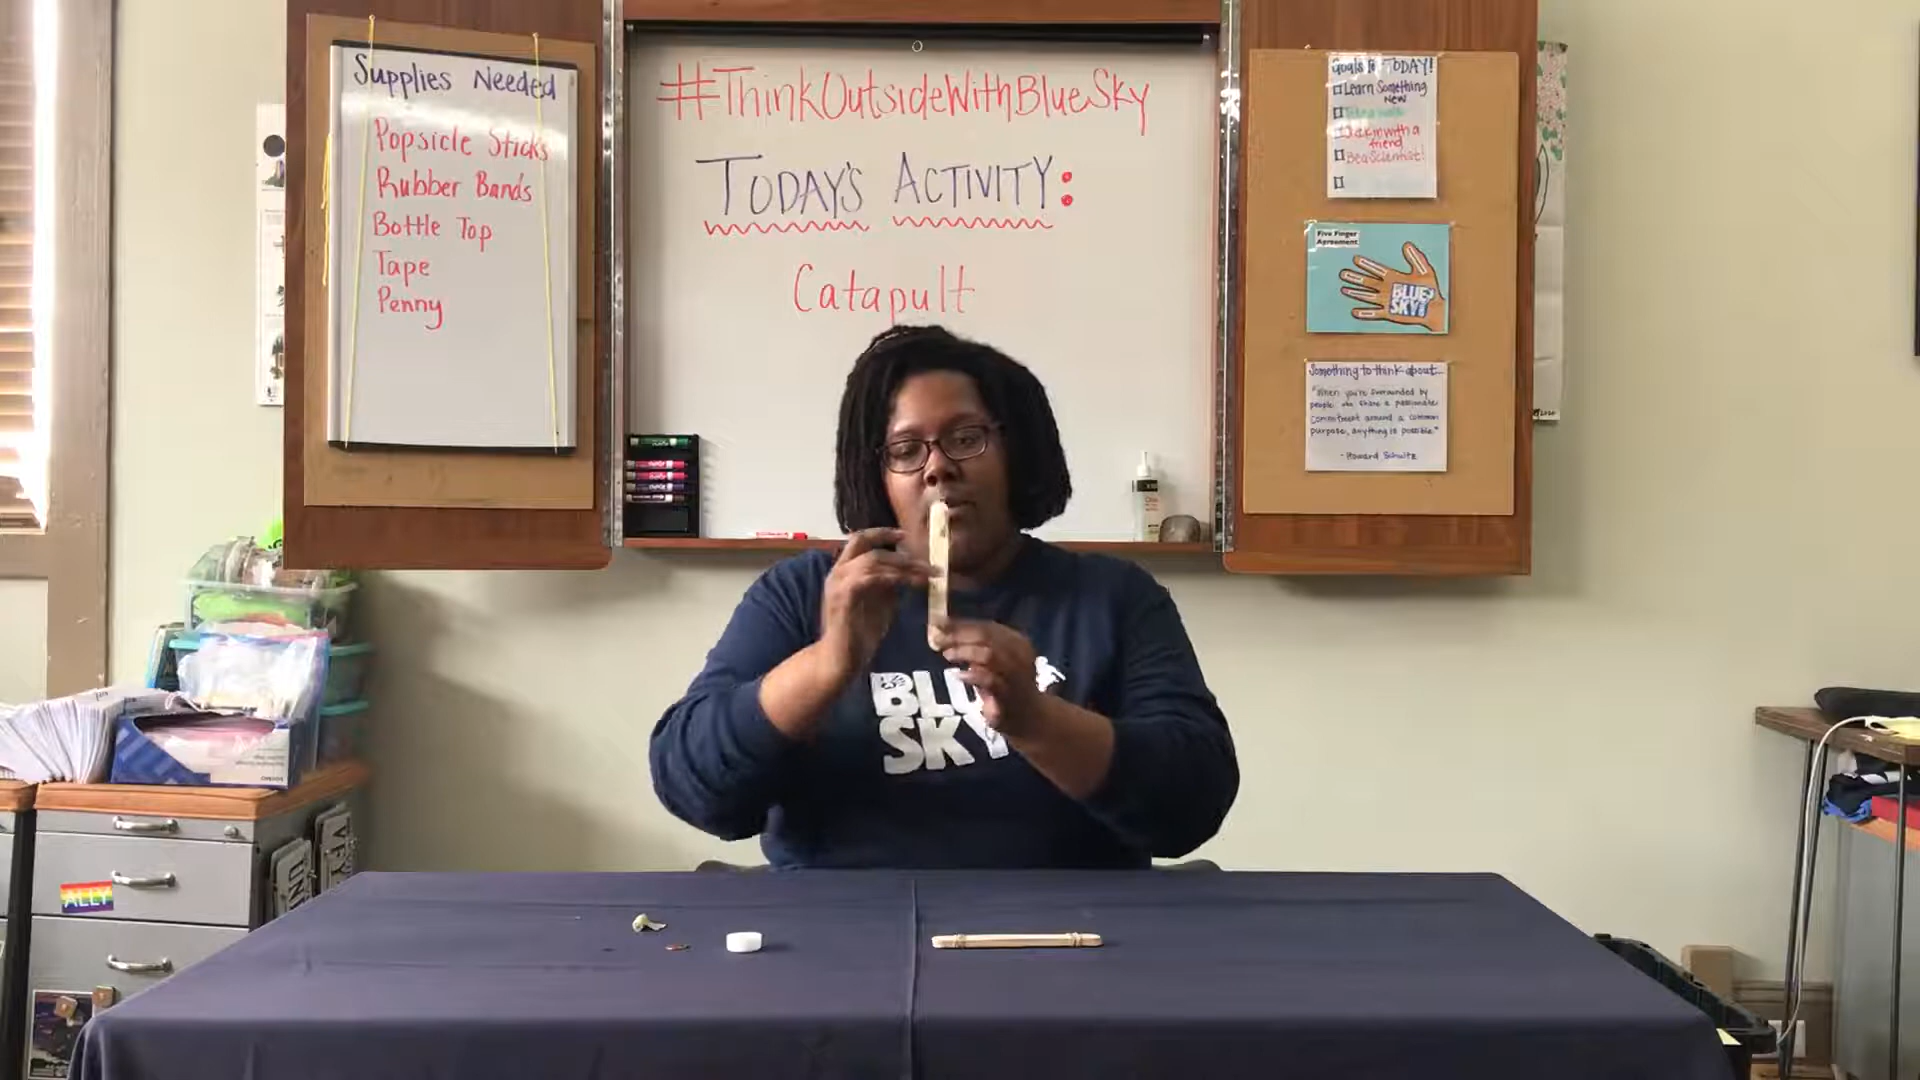 Supplies Needed
Popsicle Sticks
Rubber Bands
Bottle Top
Tape
Penny
#ThinkOutsideWithBlueSky
TODAY'S ACTIVITY:
Catapult
Goals for TODAY!
Learn Something
New
with a
friend
Be a Scientist!
Five Finger
Agreement
BLUE
SKY
Something to think about...
"When you're surrounded by
people who share a passionate
commitment around a common
purpose, anything is possible."
- Howard Schultz
BLUE
SKY
ALLY